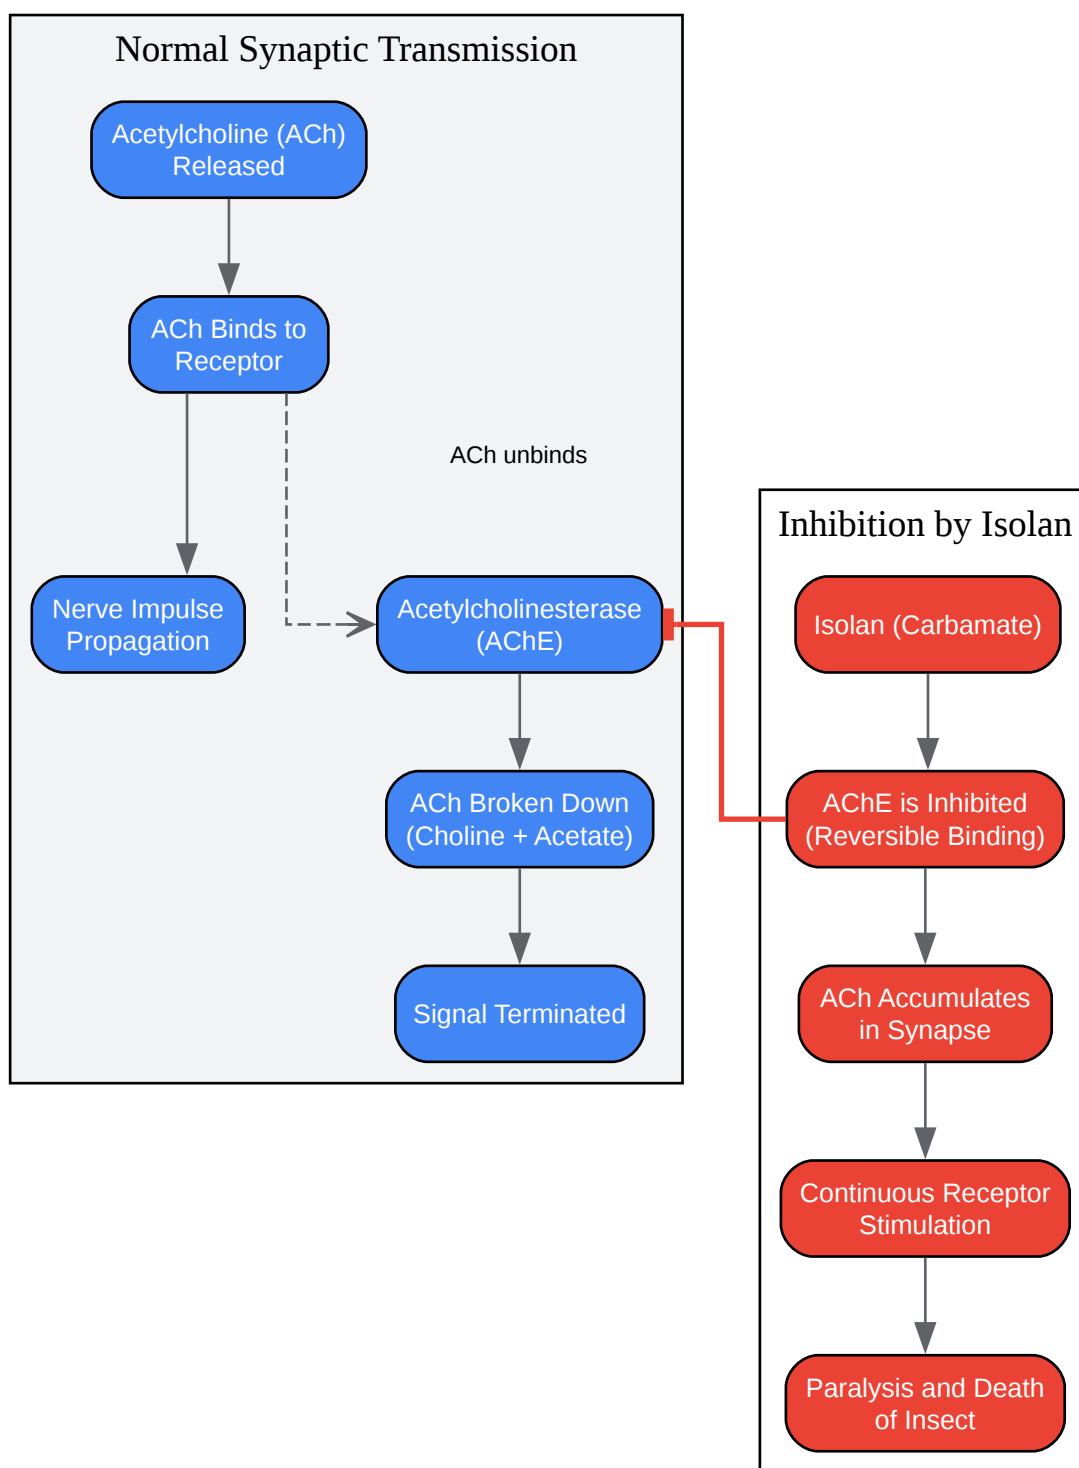 Normal Synaptic Transmission
Acetylcholine (ACh)
Released
ACh Binds to
Receptor
ACh unbinds
Nerve Impulse
Propagation
Acetylcholinesterase
(AChE)
ACh Broken Down
(Choline + Acetate)
Signal Terminated
Inhibition by Isolan
Isolan (Carbamate)
AChE is Inhibited
(Reversible Binding)
ACh Accumulates
in Synapse
Continuous Receptor
Stimulation
Paralysis and Death
of Insect